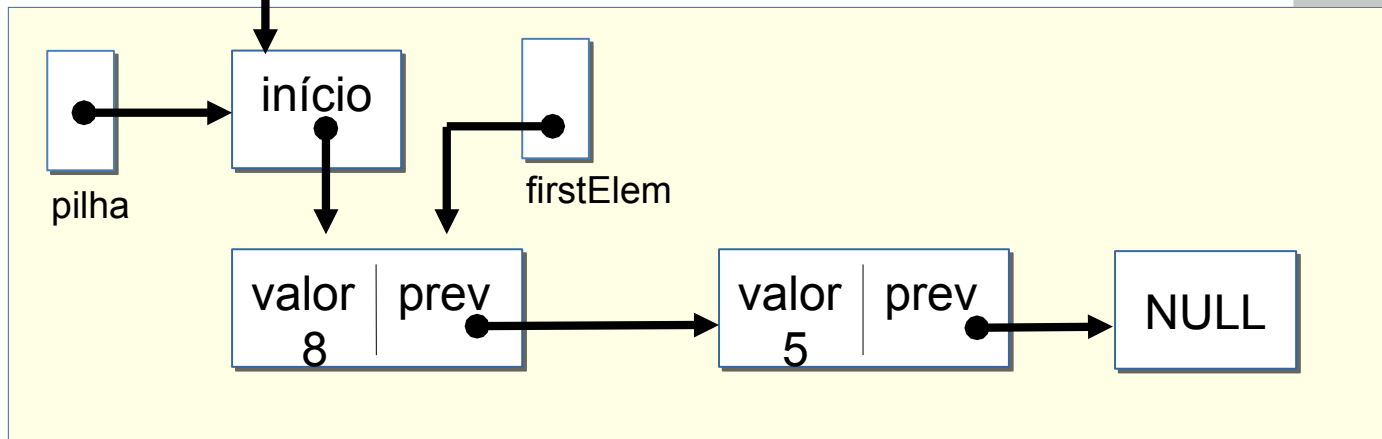 início
pilha
firstElem
valor
8
prev
valor
5
prev
NULL